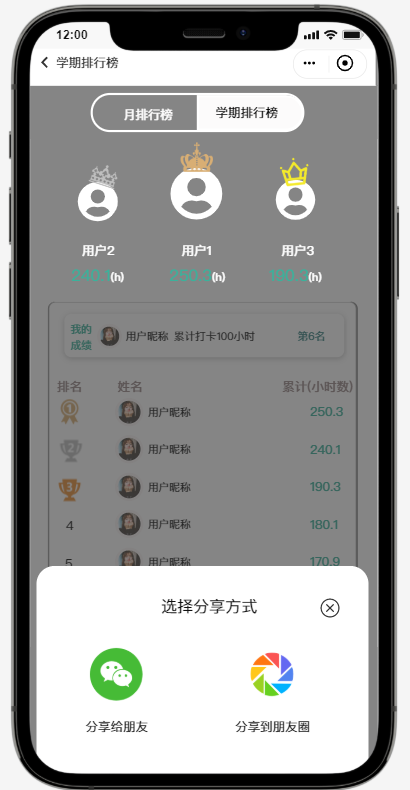 12:00
学期排行榜
月排行榜 学期排行榜
用户2 用户1 用户3
240.1(h) 250.3(h) 190.3(h)
我的成绩 用户昵称 累计打卡100小时 第6名
排名 姓名 累计(小时数)
1 用户昵称 250.3
2 用户昵称 240.1
3 用户昵称 190.3
4 用户昵称 180.1
5 用户昵称 170.9
选择分享方式
分享给朋友 分享到朋友圈